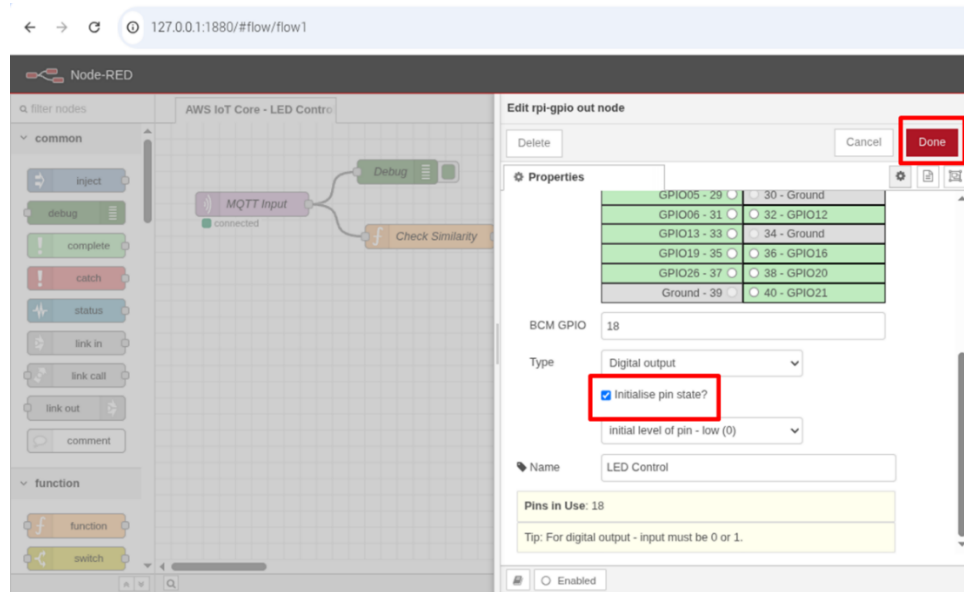 127.0.0.1:1880/#flow/flow1
Node-RED
filter nodes
common
inject
debug
complete
catch
status
link in
link call
link out
comment
function
function
switch
AWS IoT Core - LED Contro
MQTT Input
connected
Debug
Check Similarity
Edit rpi-gpio out node
Delete
Cancel
Done
Properties
GPIO05 - 29 30 - Ground
GPIO06 - 31 32 - GPIO12
GPIO13 - 33 34 - Ground
GPIO19 - 35 36 - GPIO16
GPIO26 - 37 38 - GPIO20
Ground - 39 40 - GPIO21
BCM GPIO 18
Type Digital output
Initialise pin state?
initial level of pin - low (0)
Name LED Control
Pins in Use: 18
Tip: For digital output - input must be 0 or 1.
Enabled